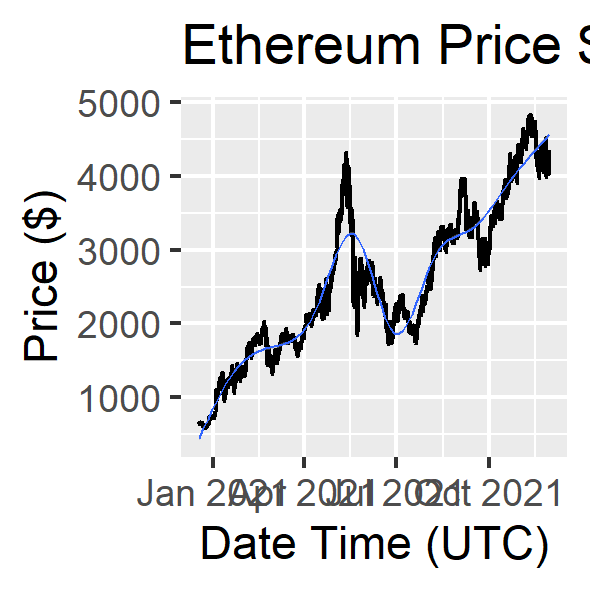 Ethereum Price
5000
4000
3000
2000
1000
Price ($)
Jan 2021 Apr 2021 Jul 2021 Oct 2021
Date Time (UTC)